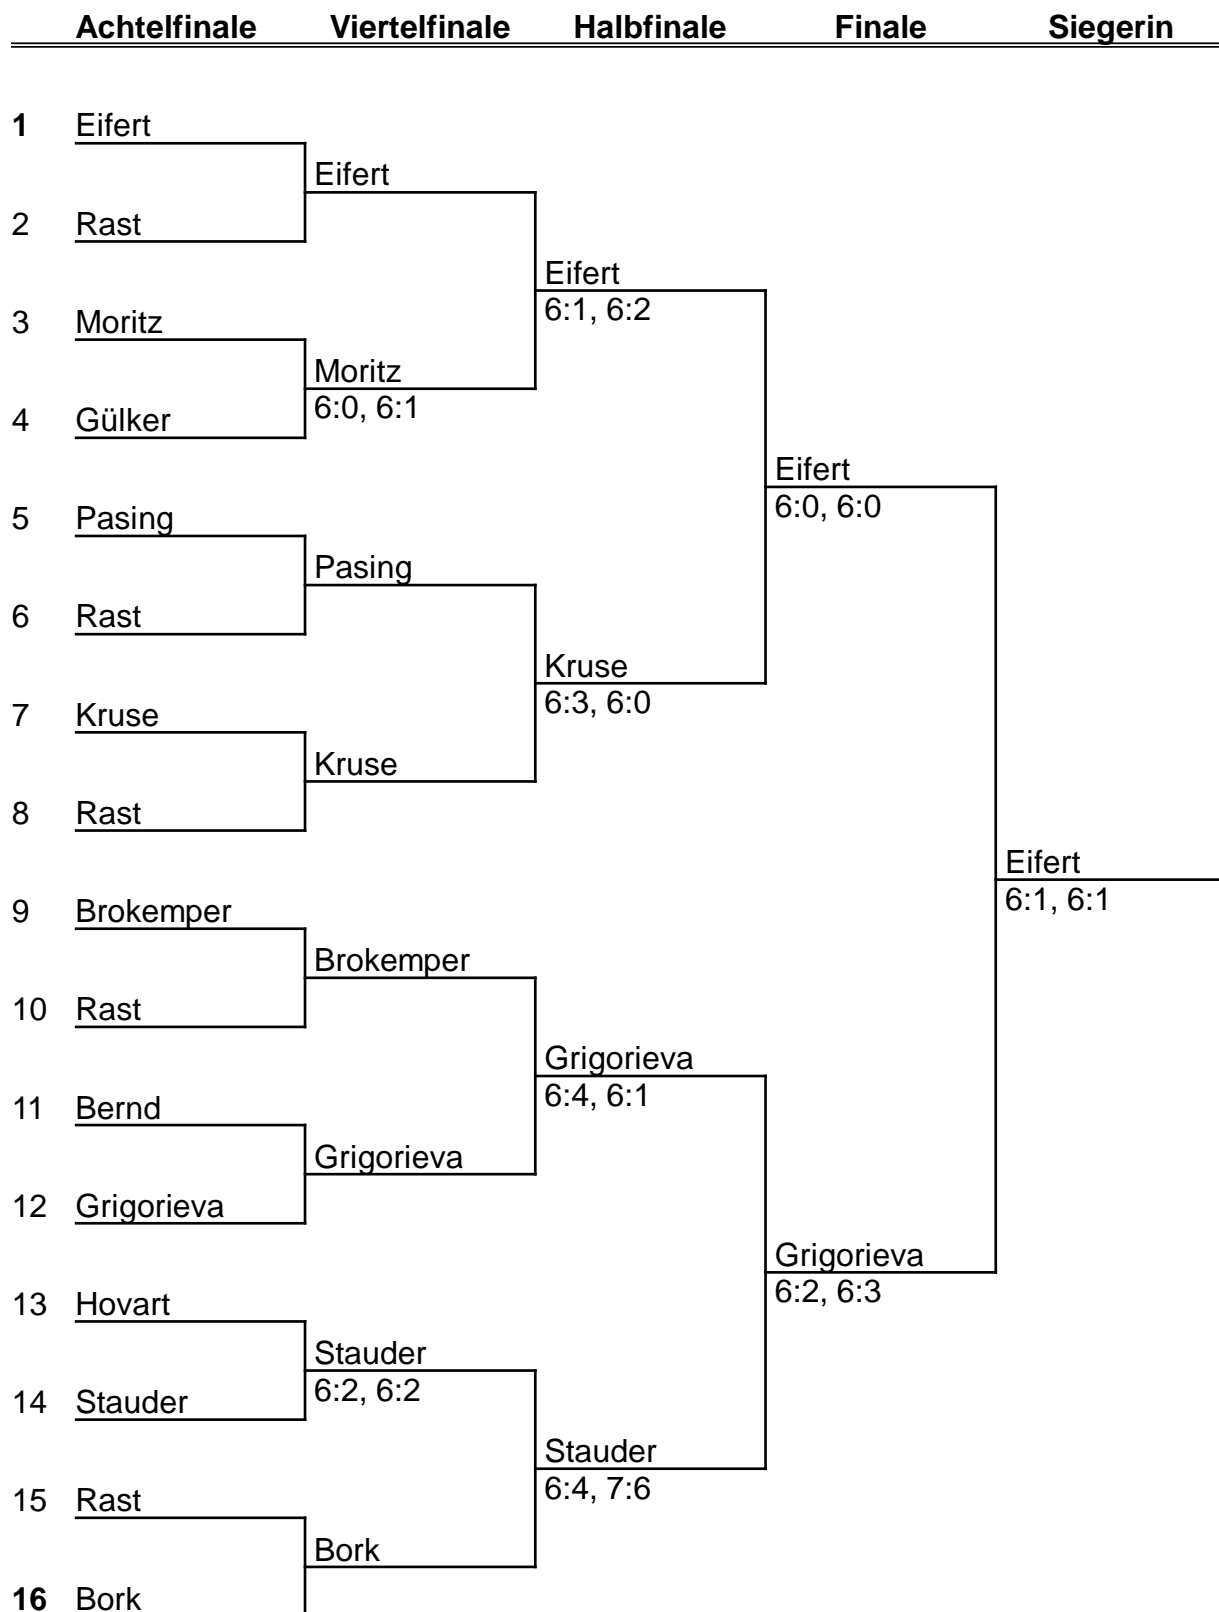 Achtelfinale Viertelfinale Halbfinale Finale Siegerin
1 Eifert
Eifert
2 Rast
Eifert
6:1, 6:2
3 Moritz
Moritz
6:0, 6:1
4 Gülker
Eifert
6:0, 6:0
5 Pasing
Pasing
6 Rast
Kruse
6:3, 6:0
7 Kruse
Kruse
8 Rast
Eifert
6:1, 6:1
9 Brokemper
Brokemper
10 Rast
Grigorieva
6:4, 6:1
11 Bernd
Grigorieva
12 Grigorieva
Grigorieva
6:2, 6:3
13 Hovart
Stauder
6:2, 6:2
14 Stauder
Stauder
6:4, 7:6
15 Rast
Bork
16 Bork